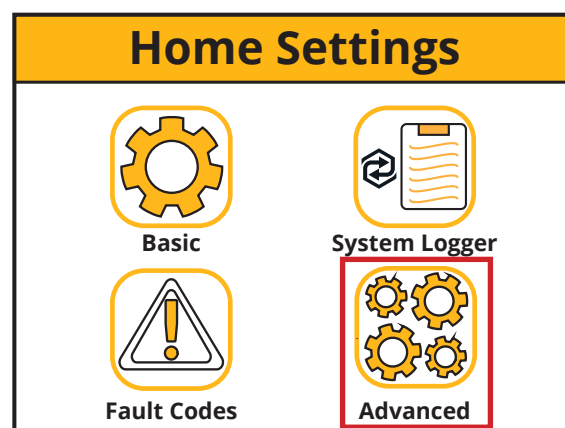 Home Settings
Basic
System Logger
Fault Codes
Advanced